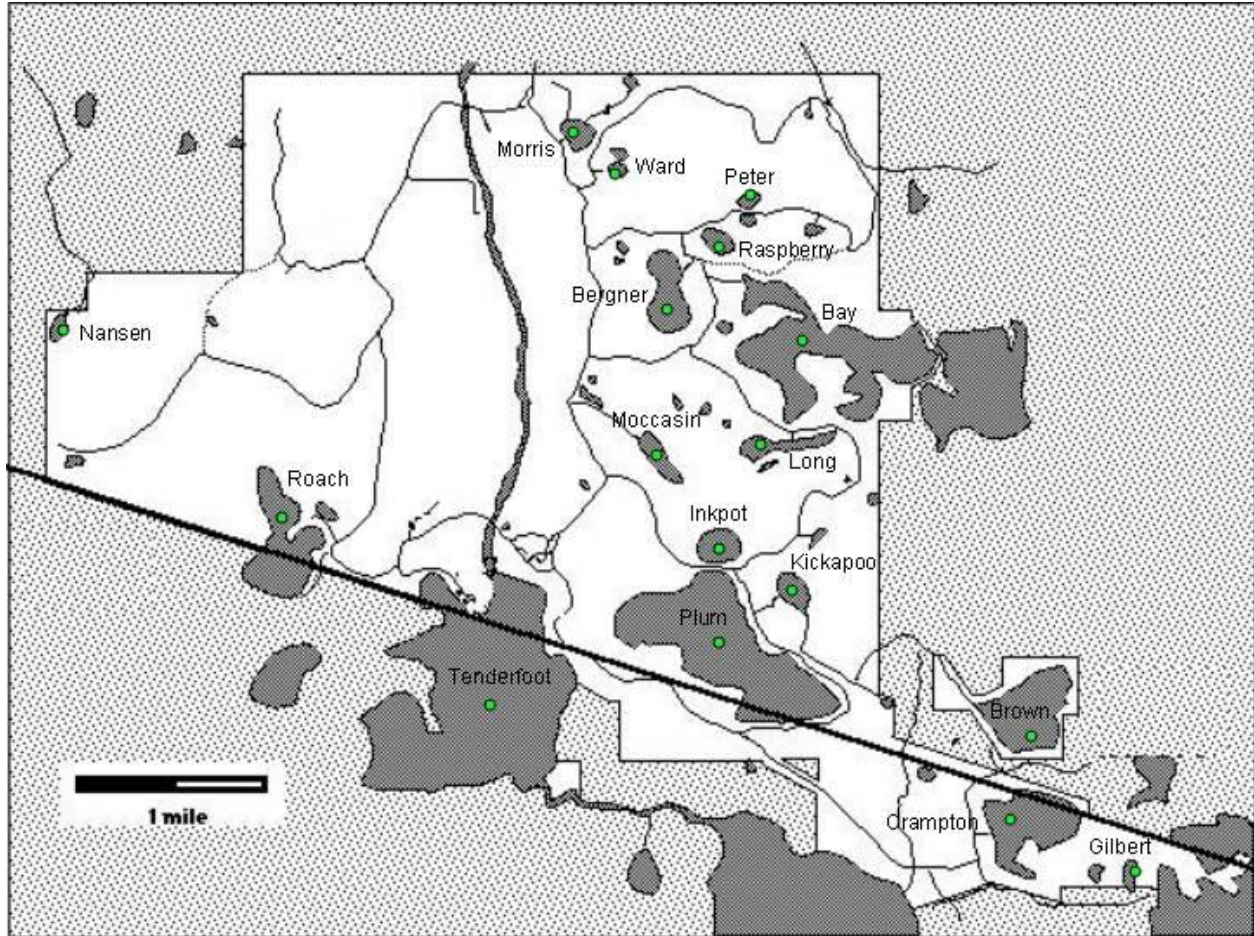 Morris
Ward
Peter
Raspberry
Bergner
Bay
Nansen
Moccasin
Long
Roach
Inkpot
Kickapoo
Plum
Tenderfoot
Brown
1 mile
Crampton
Gilbert